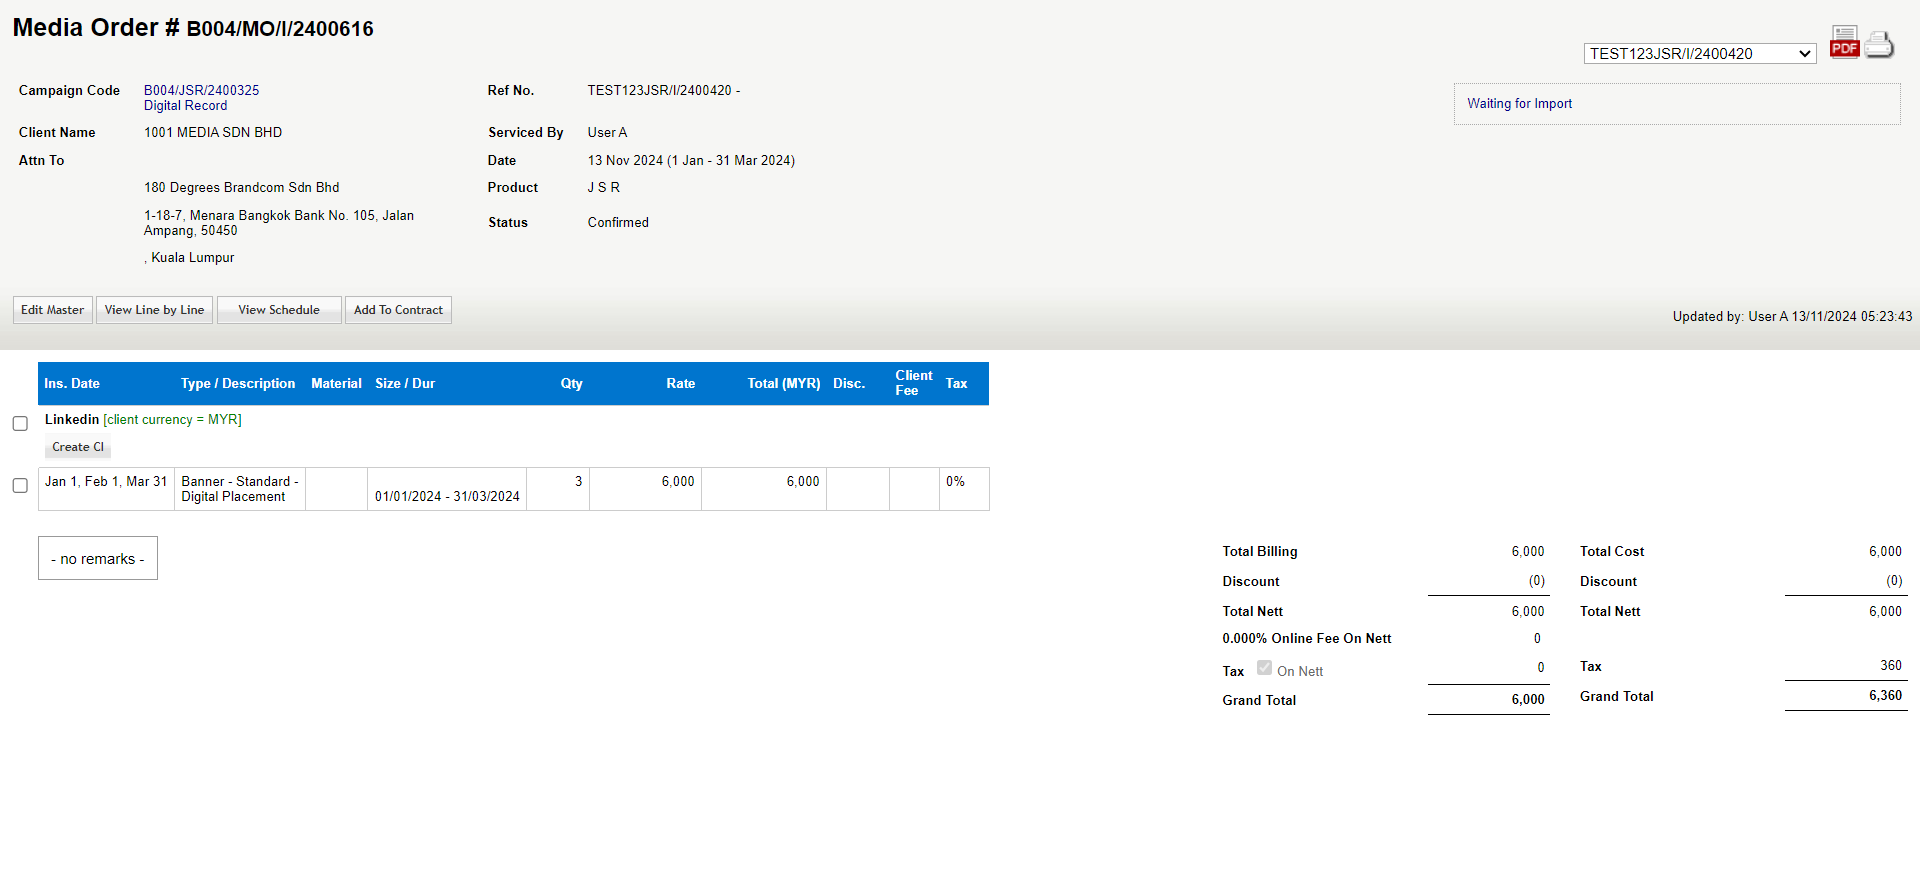 Media Order # B004/MO/I/2400616
TEST123JSR/I/2400420
PDF
Campaign Code B004/JSR/2400325
Digital Record
Ref No. TEST123JSR/I/2400420 -
Waiting for Import
Client Name 1001 MEDIA SDN BHD
Serviced By User A
Attn To
Date 13 Nov 2024 (1 Jan - 31 Mar 2024)
180 Degrees Brandcom Sdn Bhd
Product J S R
1-18-7, Menara Bangkok Bank No. 105, Jalan
Ampang, 50450
Status Confirmed
, Kuala Lumpur
Edit Master View Line by Line View Schedule Add To Contract
Updated by: User A 13/11/2024 05:23:43
Ins. Date Type / Description Material Size / Dur Qty Rate Total (MYR) Disc. Client Fee Tax
Linkedin [client currency = MYR]
Create CI
Jan 1, Feb 1, Mar 31 Banner - Standard - 3 6,000 6,000 0%
Digital Placement 01/01/2024 - 31/03/2024
- no remarks -
Total Billing 6,000 Total Cost 6,000
Discount (0) Discount (0)
Total Nett 6,000 Total Nett 6,000
0.000% Online Fee On Nett 0
Tax On Nett 0 Tax 360
Grand Total 6,000 Grand Total 6,360